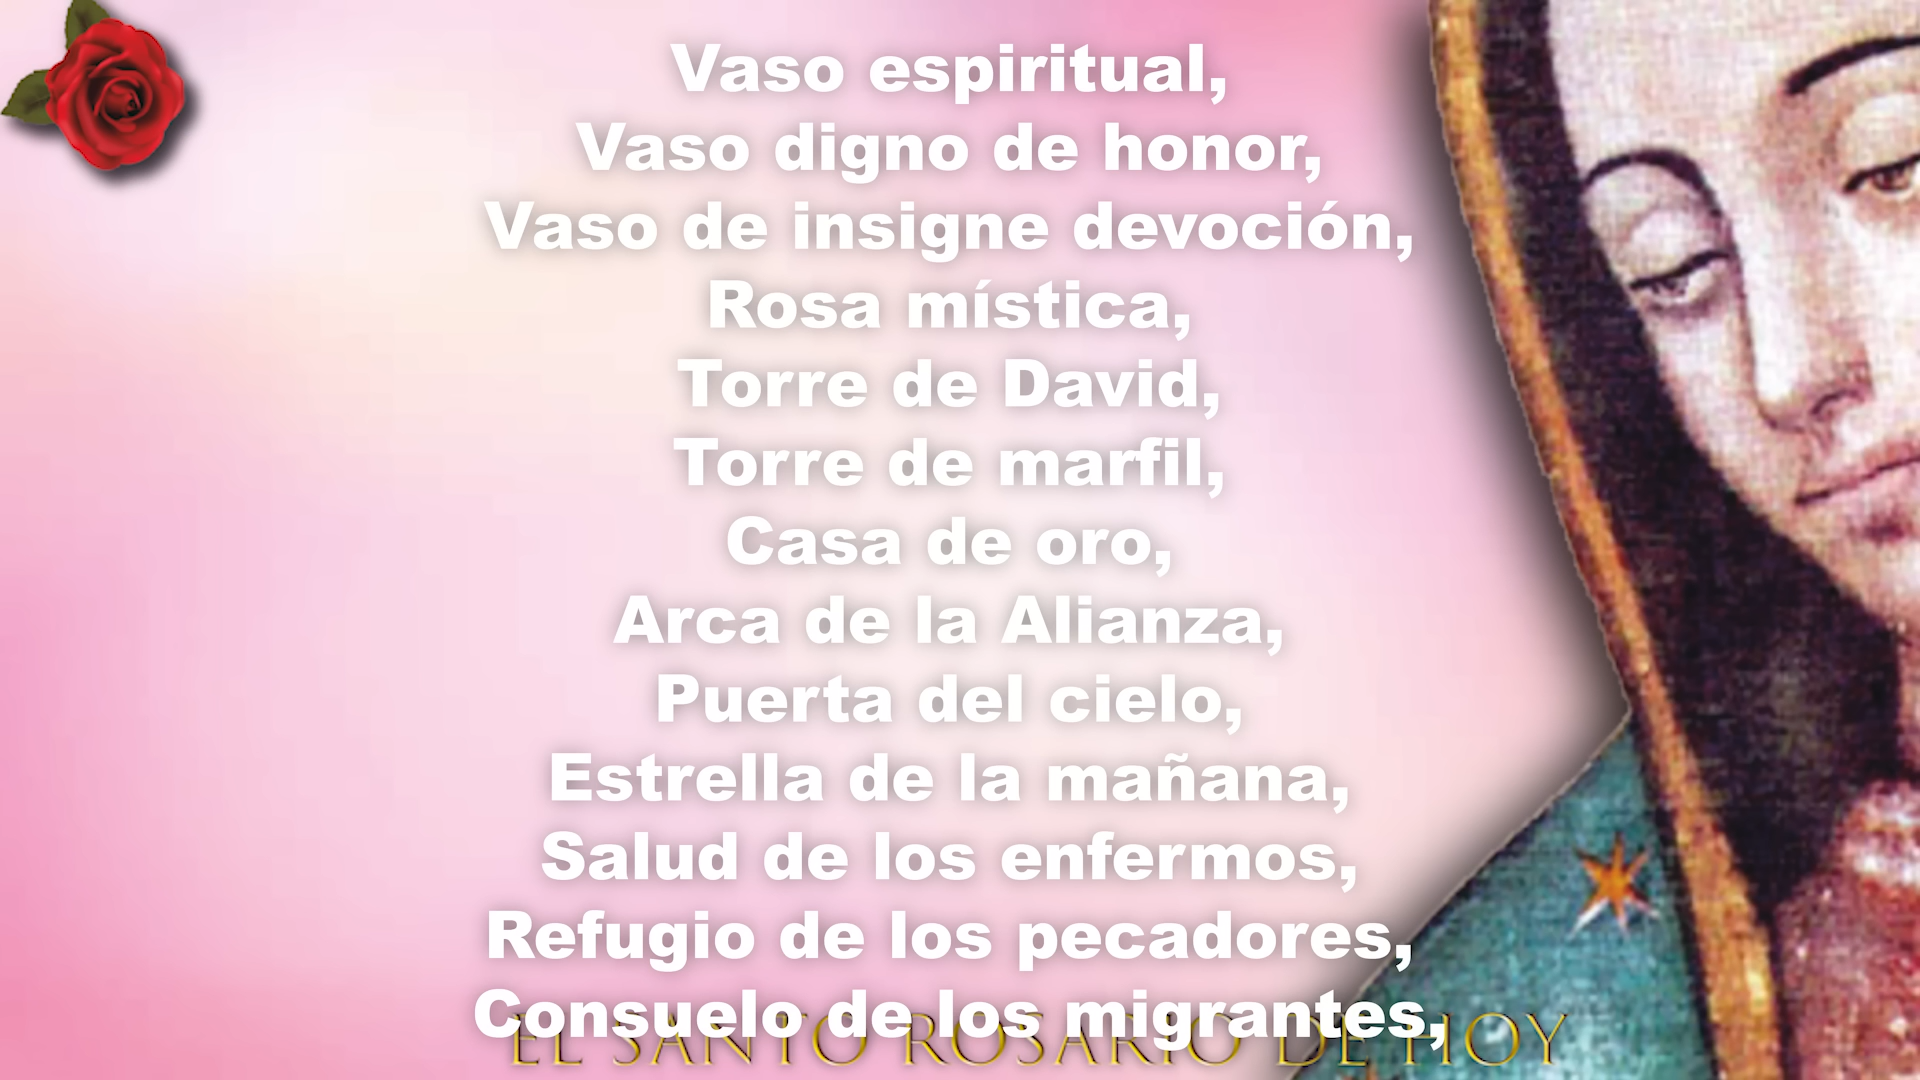 Vaso espiritual,
Vaso digno de honor,
Vaso de insigne devoción,
Rosa mística,
Torre de David,
Torre de marfil,
Casa de oro,
Arca de la Alianza,
Puerta del cielo,
Estrella de la mañana,
Salud de los enfermos,
Refugio de los pecadores,
Consuelo de los migrantes,
EL SANTO ROSARIO DE HOY